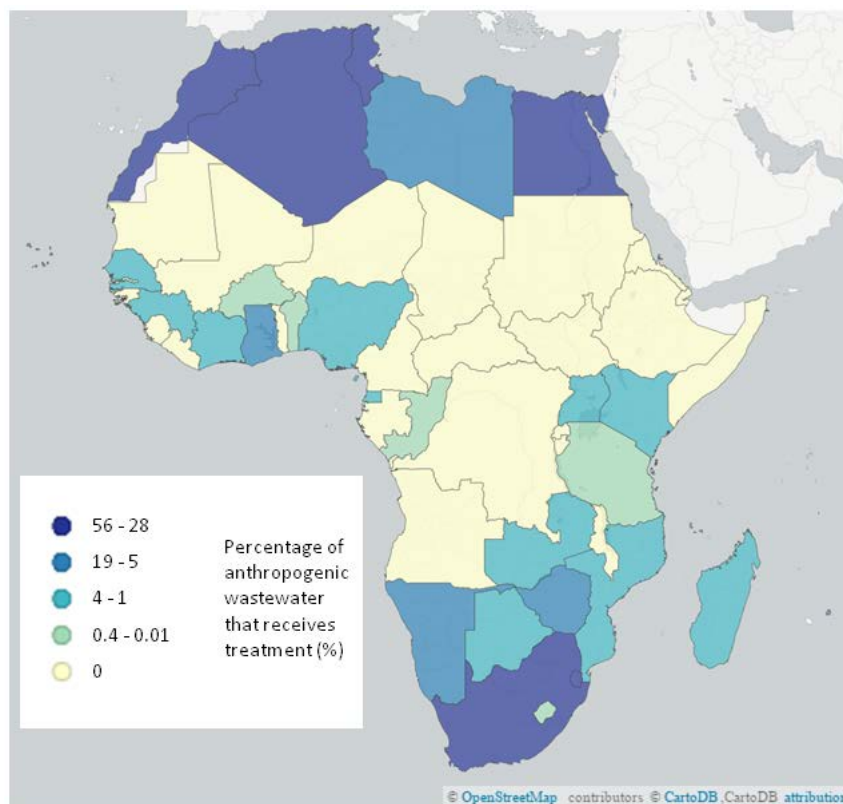 56 - 28
19 - 5
4 - 1
0.4 - 0.01
0
Percentage of
anthropogenic
wastewater
that receives
treatment (%)
© OpenStreetMap contributors © CartoDB ,CartoDB attribution